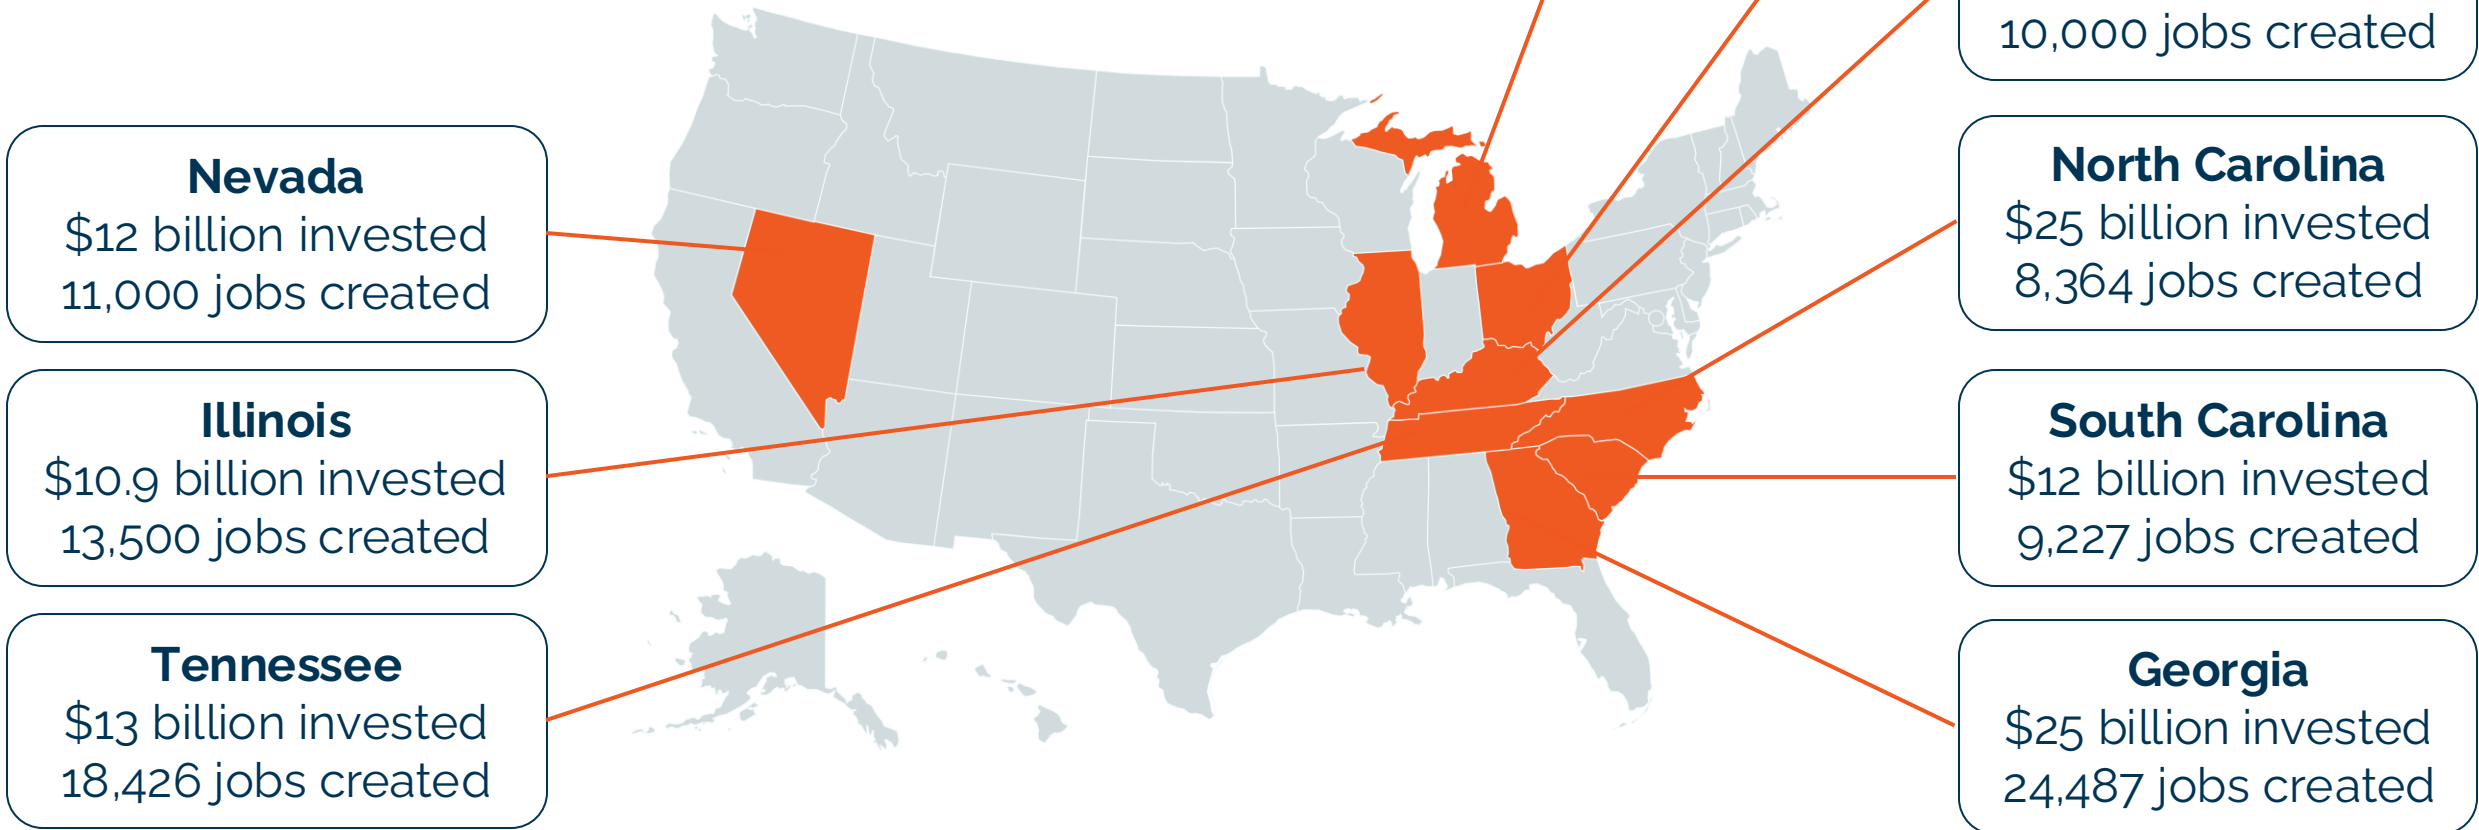 10,000 jobs created
Nevada
$12 billion invested
11,000 jobs created
North Carolina
$25 billion invested
8,364 jobs created
Illinois
$10.9 billion invested
13,500 jobs created
South Carolina
$12 billion invested
9,227 jobs created
Tennessee
$13 billion invested
18,426 jobs created
Georgia
$25 billion invested
24,487 jobs created